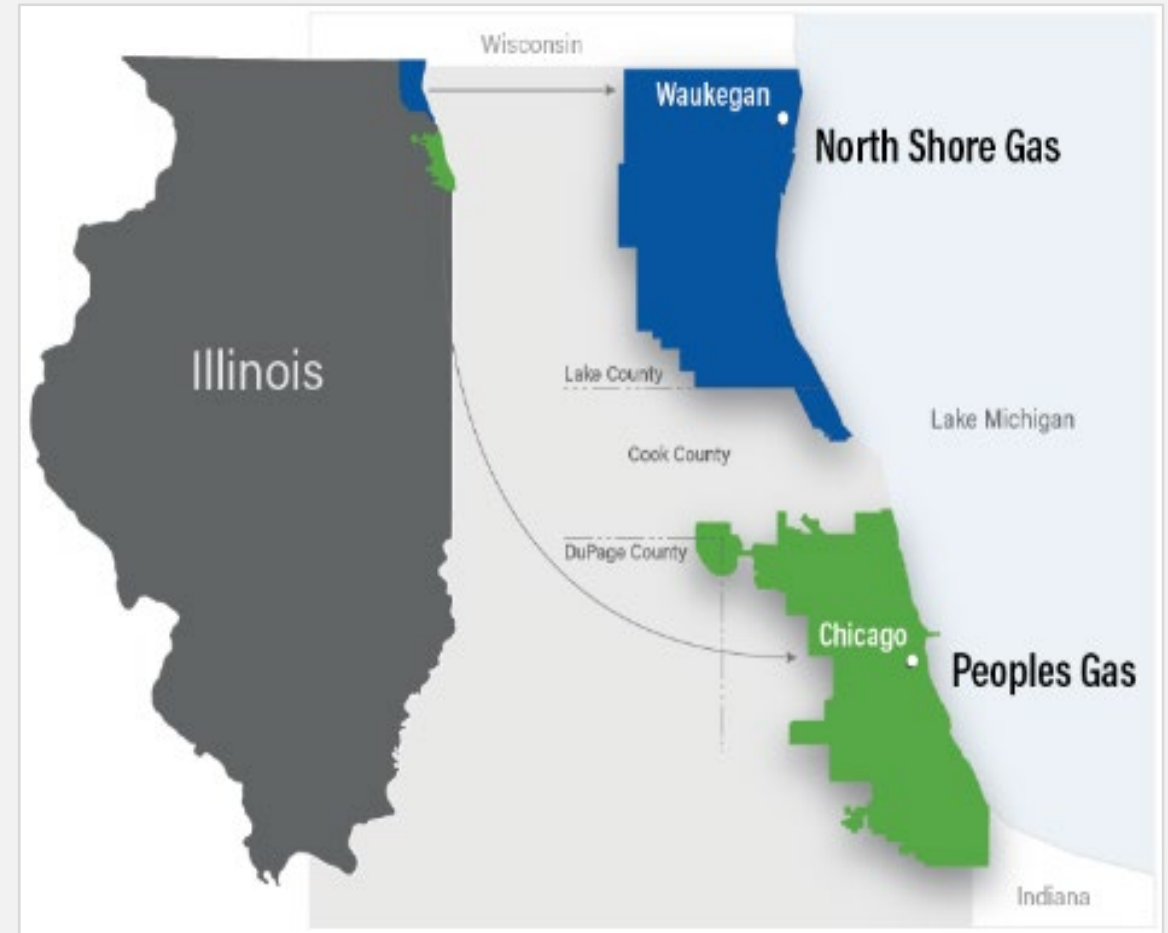 Wisconsin
Waukegan
North Shore Gas
Illinois
Lake County
Lake Michigan
Cook County
DuPage County
Chicago
Peoples Gas
Indiana